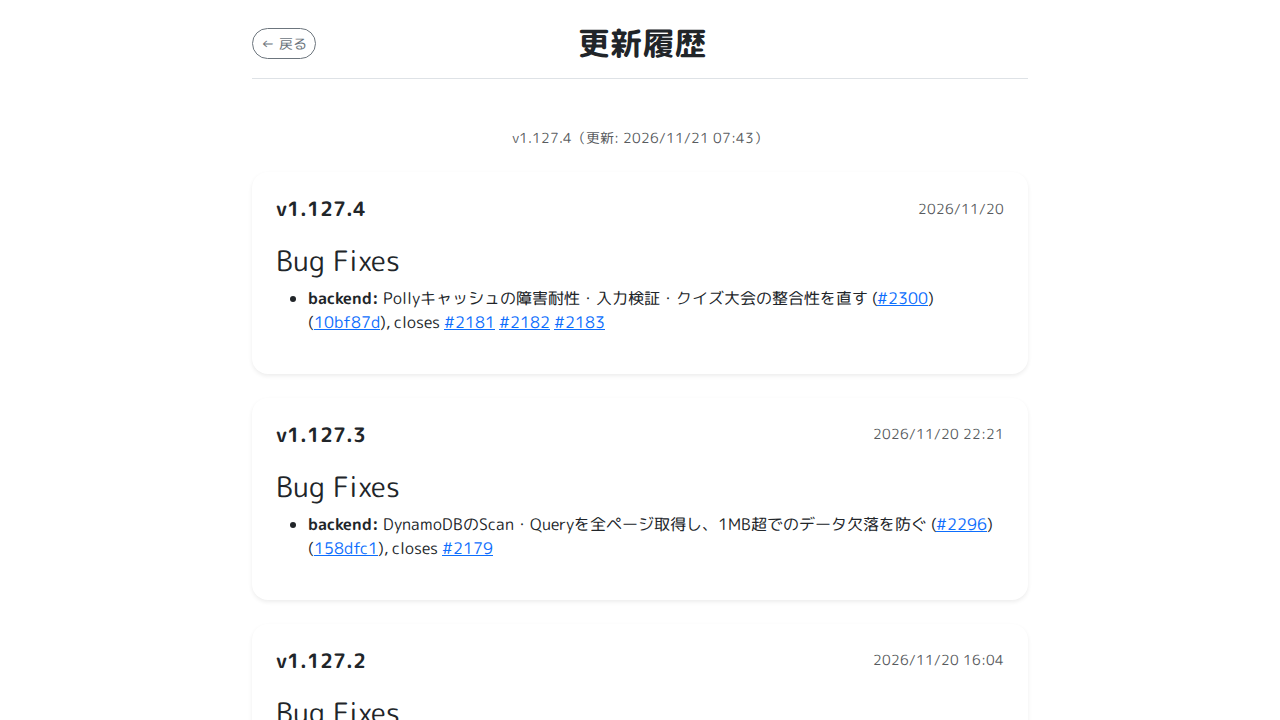 ← 戻る
更新履歴
v1.127.4（更新: 2026/11/21 07:43）
v1.127.4
2026/11/20
Bug Fixes
backend: Pollyキャッシュの障害耐性・入力検証・クイズ大会の整合性を直す (#2300)
(10bf87d), closes #2181 #2182 #2183
v1.127.3
2026/11/20 22:21
Bug Fixes
backend: DynamoDBのScan・Queryを全ページ取得し、1MB超でのデータ欠落を防ぐ (#2296)
(158dfc1), closes #2179
v1.127.2
2026/11/20 16:04
Bug Fixes